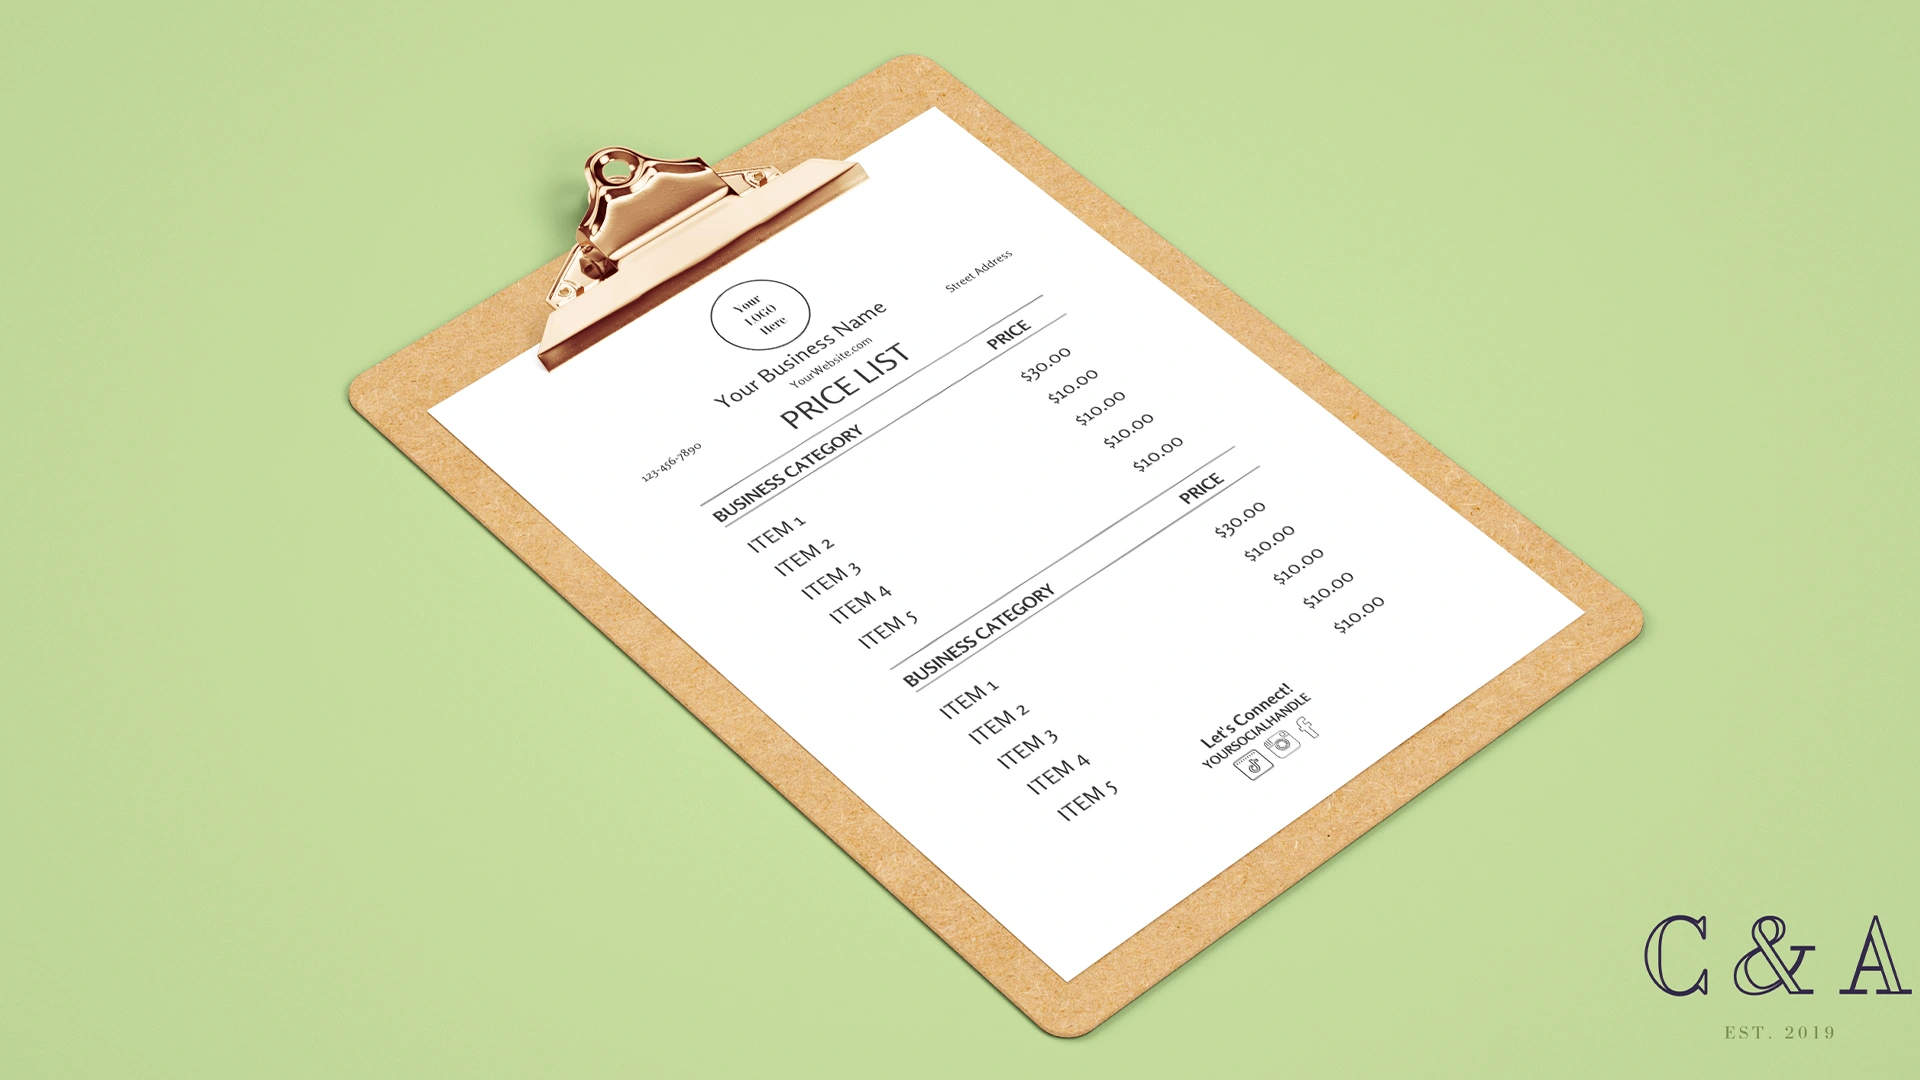 Your
LOGO
Here
Your Business Name
YourWebsite.com
123-456-7890
Street Address
PRICE LIST
BUSINESS CATEGORY PRICE
ITEM 1 $30.00
ITEM 2 $10.00
ITEM 3 $10.00
ITEM 4 $10.00
ITEM 5 $10.00
BUSINESS CATEGORY PRICE
ITEM 1 $30.00
ITEM 2 $10.00
ITEM 3 $10.00
ITEM 4 $10.00
ITEM 5 $10.00
Let's Connect!
YOURSOCIALHANDLE
C & A
EST. 2019